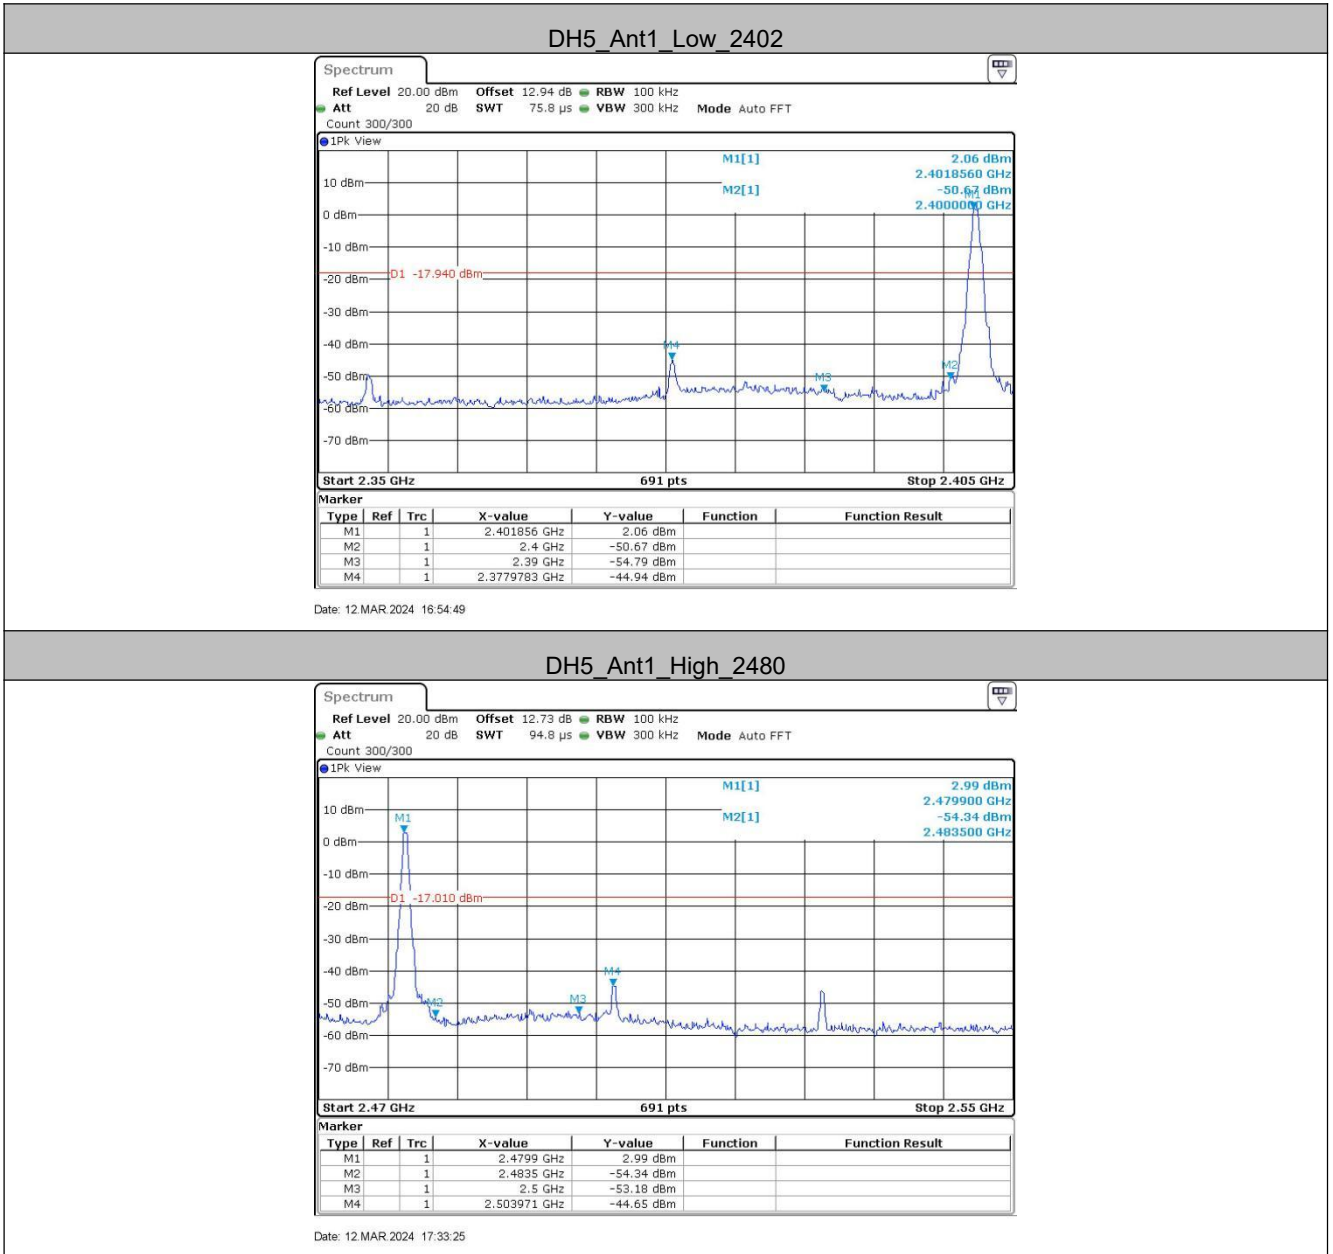 DH5_Ant1_Low_2402
Spectrum
Ref Level 20.00 dBm Offset 12.94 dB RBW 100 kHz
Att 20 dB SWT 75.8 µs VBW 300 kHz Mode Auto FFT
Count 300/300
1Pk View
M1[1] 2.06 dBm
2.4018560 GHz
10 dBm
M2[1] -50.67 dBm
M1
2.4000000 GHz
0 dBm
-10 dBm
D1 -17.940 dBm
-20 dBm
-30 dBm
-40 dBm
M4
M2
-50 dBm
M3
-60 dBm
-70 dBm
Start 2.35 GHz 691 pts Stop 2.405 GHz
Marker
Type Ref Trc X-value Y-value Function Function Result
M1 1 2.401856 GHz 2.06 dBm
M2 1 2.4 GHz -50.67 dBm
M3 1 2.39 GHz -54.79 dBm
M4 1 2.3779783 GHz -44.94 dBm
Date: 12.MAR.2024 16:54:49
DH5_Ant1_High_2480
Spectrum
Ref Level 20.00 dBm Offset 12.73 dB RBW 100 kHz
Att 20 dB SWT 94.8 µs VBW 300 kHz Mode Auto FFT
Count 300/300
1Pk View
M1[1] 2.99 dBm
2.479900 GHz
10 dBm
M1
M2[1] -54.34 dBm
2.483500 GHz
0 dBm
-10 dBm
D1 -17.010 dBm
-20 dBm
-30 dBm
-40 dBm
M4
-50 dBm
M2
M3
-60 dBm
-70 dBm
Start 2.47 GHz 691 pts Stop 2.55 GHz
Marker
Type Ref Trc X-value Y-value Function Function Result
M1 1 2.4799 GHz 2.99 dBm
M2 1 2.4835 GHz -54.34 dBm
M3 1 2.5 GHz -53.18 dBm
M4 1 2.503971 GHz -44.65 dBm
Date: 12.MAR.2024 17:33:25